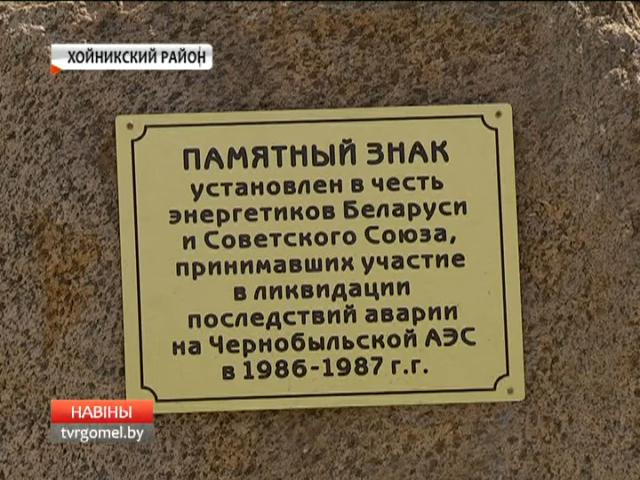 ХОЙНИКСКИЙ РАЙОН
ПАМЯТНЫЙ ЗНАК
установлен в честь
энергетиков Беларуси
и Советского Союза,
принимавших участие
в ликвидации
последствий аварии
на Чернобыльской АЭС
в 1986-1987 г.г.
НАВІНЫ
tvrgomel.by